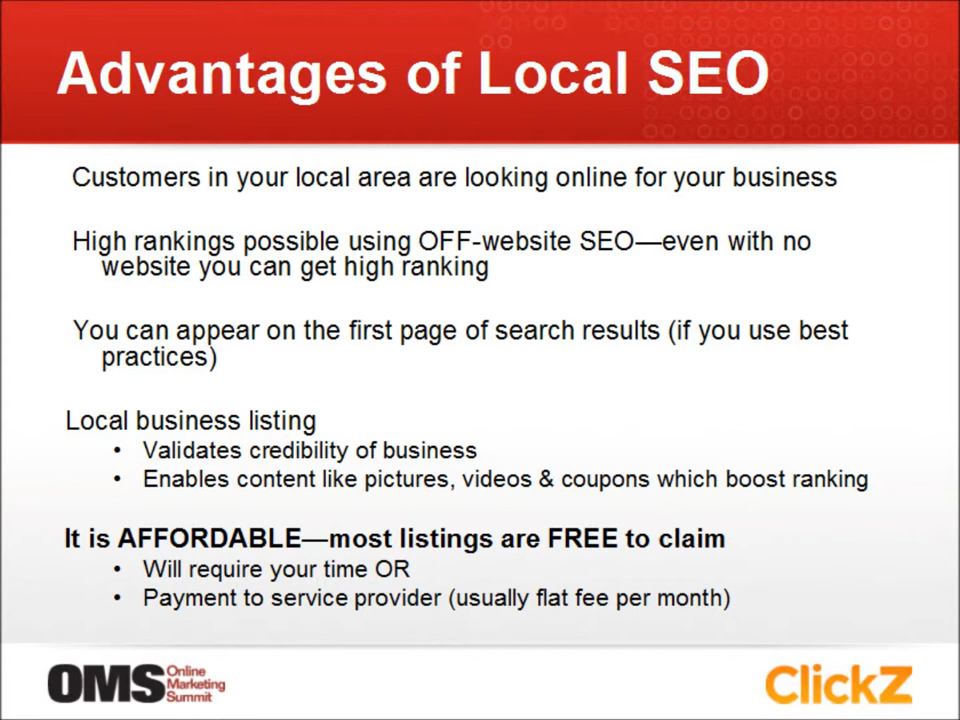 Advantages of Local SEO
Customers in your local area are looking online for your business
High rankings possible using OFF-website SEO—even with no
website you can get high ranking
You can appear on the first page of search results (if you use best
practices)
Local business listing
• Validates credibility of business
• Enables content like pictures, videos & coupons which boost ranking
It is AFFORDABLE—most listings are FREE to claim
• Will require your time OR
• Payment to service provider (usually flat fee per month)
OMS
Online
Marketing
Summit
ClickZ